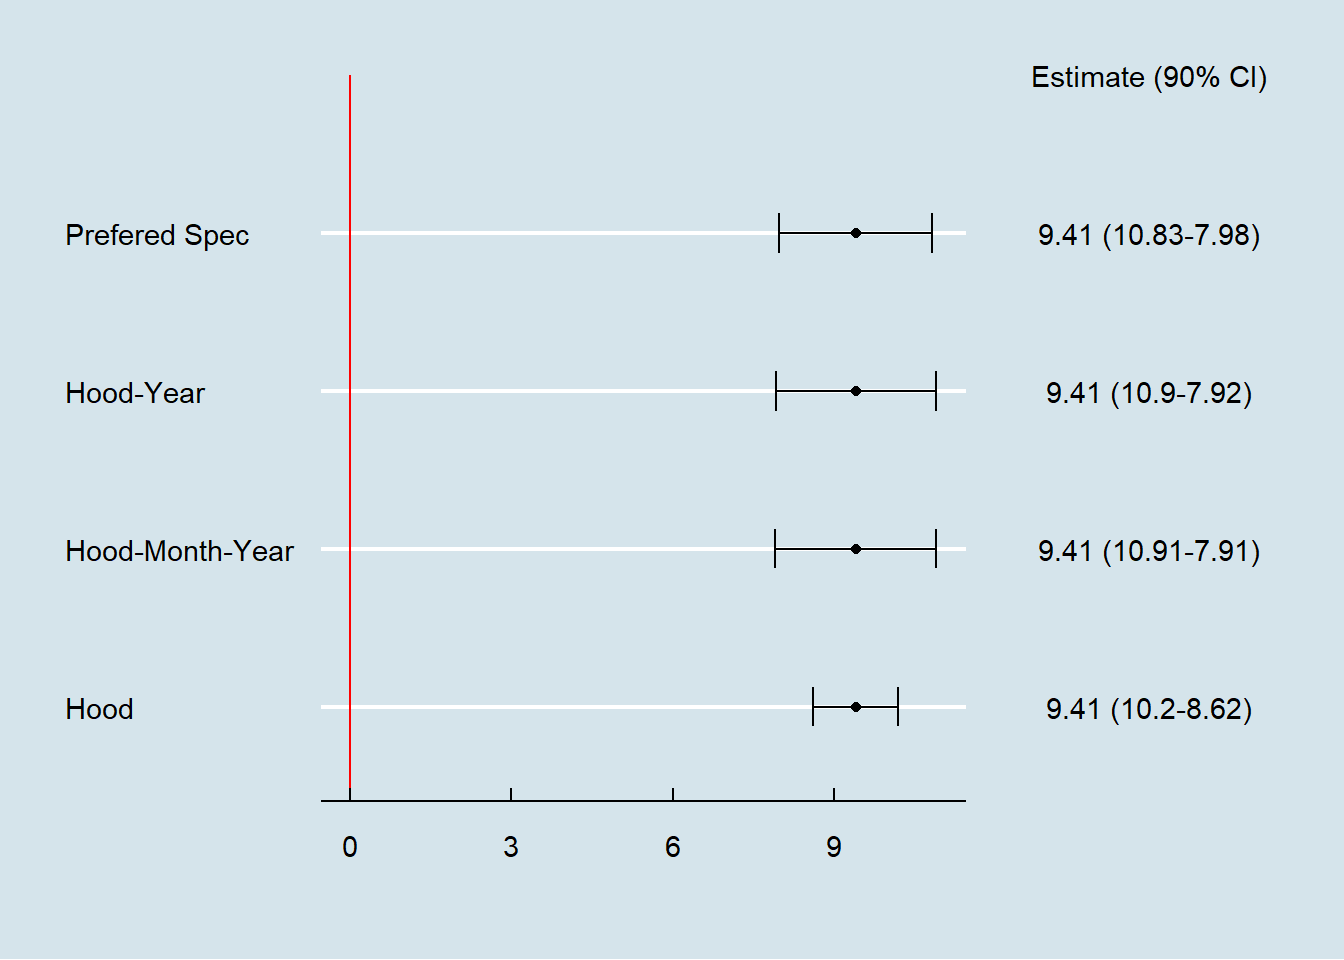 Estimate (90% CI)
Prefered Spec 9.41 (10.83-7.98)
Hood-Year 9.41 (10.9-7.92)
Hood-Month-Year 9.41 (10.91-7.91)
Hood 9.41 (10.2-8.62)
0 3 6 9